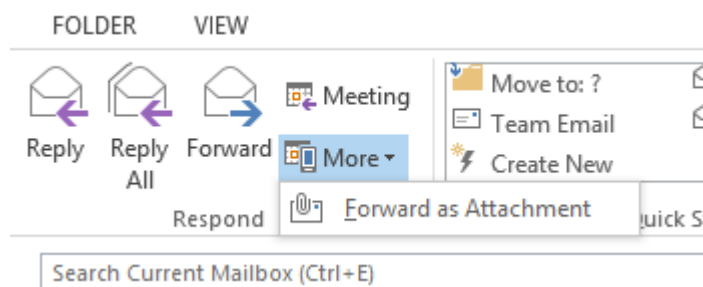 FOLDER VIEW
Reply
Reply All
Forward
Meeting
More
Move to: ?
Team Email
Create New
Respond
Forward as Attachment
Search Current Mailbox (Ctrl+E)